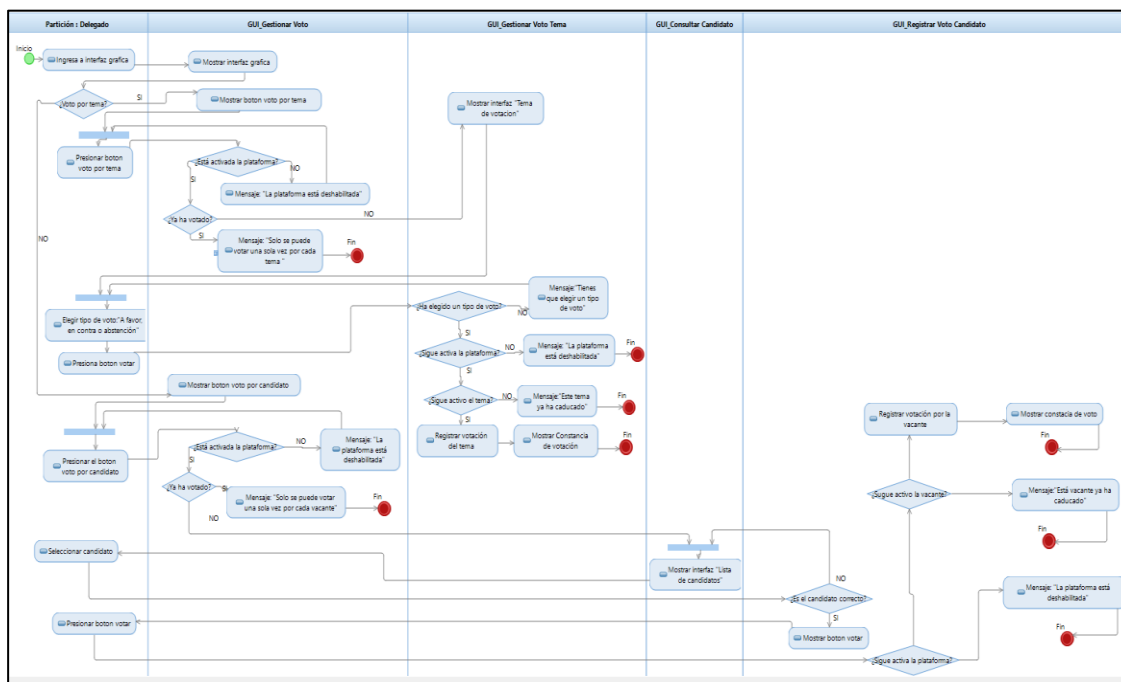 Partición : Delegado
GUI_Gestionar Voto
GUI_Gestionar Voto Tema
GUI_Consultar Candidato
GUI_Registrar Voto Candidato
Inicio
Ingresa a interfaz grafica
Mostrar interfaz grafica
¿Voto por tema?
SI
Mostrar boton voto por tema
Mostrar interfaz "Tema
de votacion"
Presionar boton
voto por tema
¿Está activada la plataforma?
SI
NO
Mensaje: "La plataforma está deshabilitada"
¿Ya ha votado?
NO
SI
NO
Mensaje: "Solo se puede
votar una sola vez por cada
tema "
Fin
Elegir tipo de voto:"A favor,
en contra o abstención"
¿Ha elegido un tipo de voto?
NO
Mensaje:"Tienes
que elegir un tipo
de voto"
SI
Presiona boton votar
¿Sigue activa la plataforma?
NO
Mensaje: "La plataforma
está deshabilitada"
Fin
SI
Mostrar boton voto por candidato
¿Sigue activo el tema?
NO
Mensaje:"Este tema
ya ha caducado"
Fin
SI
Registrar votación
del tema
Mostrar Constancia
de votación
Fin
Registrar votación por la
vacante
Mostrar constacia de voto
Fin
Presionar el boton
voto por candidato
¿Está activada la plataforma?
NO
Mensaje: "La
plataforma está
deshabilitada"
SI
¿Ya ha votado?
SI
Mensaje: "Solo se puede votar
una sola vez por cada vacante"
Fin
NO
¿Sugue activo la vacante?
Mensaje:"Está vacante ya ha
caducado"
Fin
Seleccionar candidato
Mostrar interfaz "Lista
de candidatos"
NO
¿Es el candidato correcto?
SI
Mensaje: "La plataforma está
deshabilitada"
Fin
Presionar boton votar
Mostrar boton votar
¿Sigue activa la plataforma?